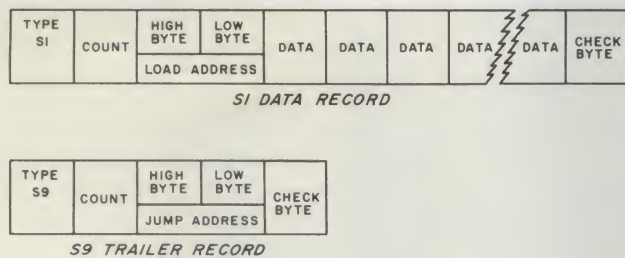 TYPE S1 COUNT HIGH BYTE LOW BYTE LOAD ADDRESS DATA DATA DATA DATA DATA CHECK BYTE
S1 DATA RECORD
TYPE S9 COUNT HIGH BYTE LOW BYTE JUMP ADDRESS CHECK BYTE
S9 TRAILER RECORD